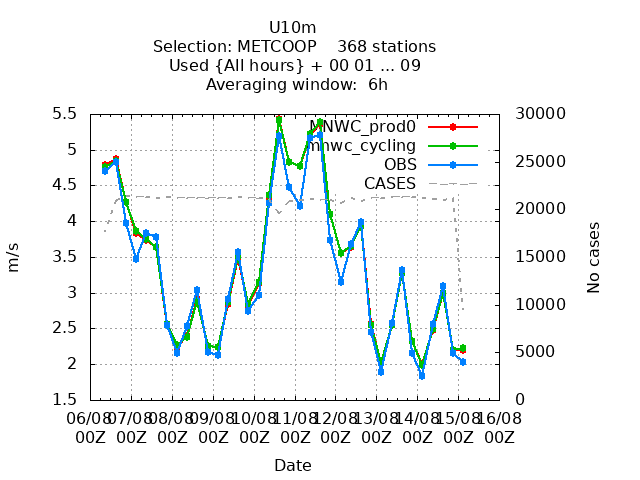 U10m
Selection: METCOOP    368 stations
Used {All hours} + 00 01 ... 09
Averaging window:  6h
MNWC_prod0
mnwc_cycling
OBS
CASES
5.5
5
4.5
4
3.5
3
2.5
2
1.5
m/s
30000
25000
20000
15000
10000
5000
0
No cases
06/08 07/08 08/08 09/08 10/08 11/08 12/08 13/08 14/08 15/08 16/08
00Z 00Z 00Z 00Z 00Z 00Z 00Z 00Z 00Z 00Z 00Z
Date